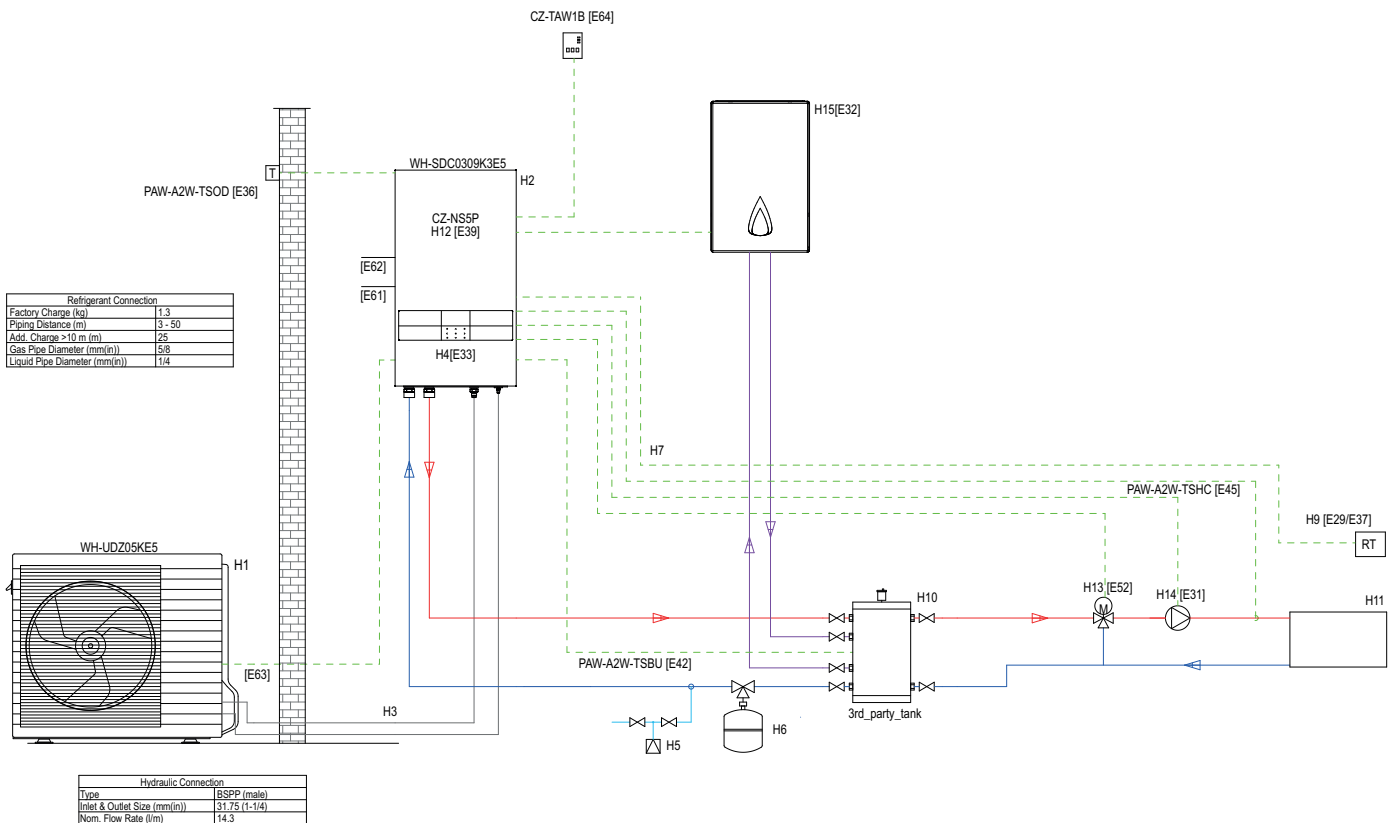 CZ-TAW1B [E64]
H15[E32]
WH-SDC0309K3E5
H2
T
PAW-A2W-TSOD [E36]
CZ-NS5P
H12 [E39]
[E62]
[E61]
Refrigerant Connection
Factory Charge (kg) 1.3
Piping Distance (m) 3 - 50
Add. Charge >10 m (m) 25
Gas Pipe Diameter (mm(in)) 5/8
Liquid Pipe Diameter (mm(in)) 1/4
H4[E33]
H7
PAW-A2W-TSHC [E45]
H9 [E29/E37]
RT
WH-UDZ05KE5
H1
H13 [E52]
H14 [E31]
H10
M
H11
[E63]
PAW-A2W-TSBU [E42]
H3
3rd_party_tank
H6
H5
Hydraulic Connection
Type BSPP (male)
Inlet & Outlet Size (mm(in)) 31.75 (1-1/4)
Nom. Flow Rate (l/m) 14.3